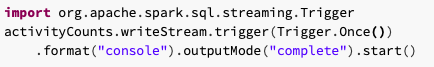 import org.apache.spark.sql.streaming.Trigger
activityCounts.writeStream.trigger(Trigger.Once())
.format("console").outputMode("complete").start()